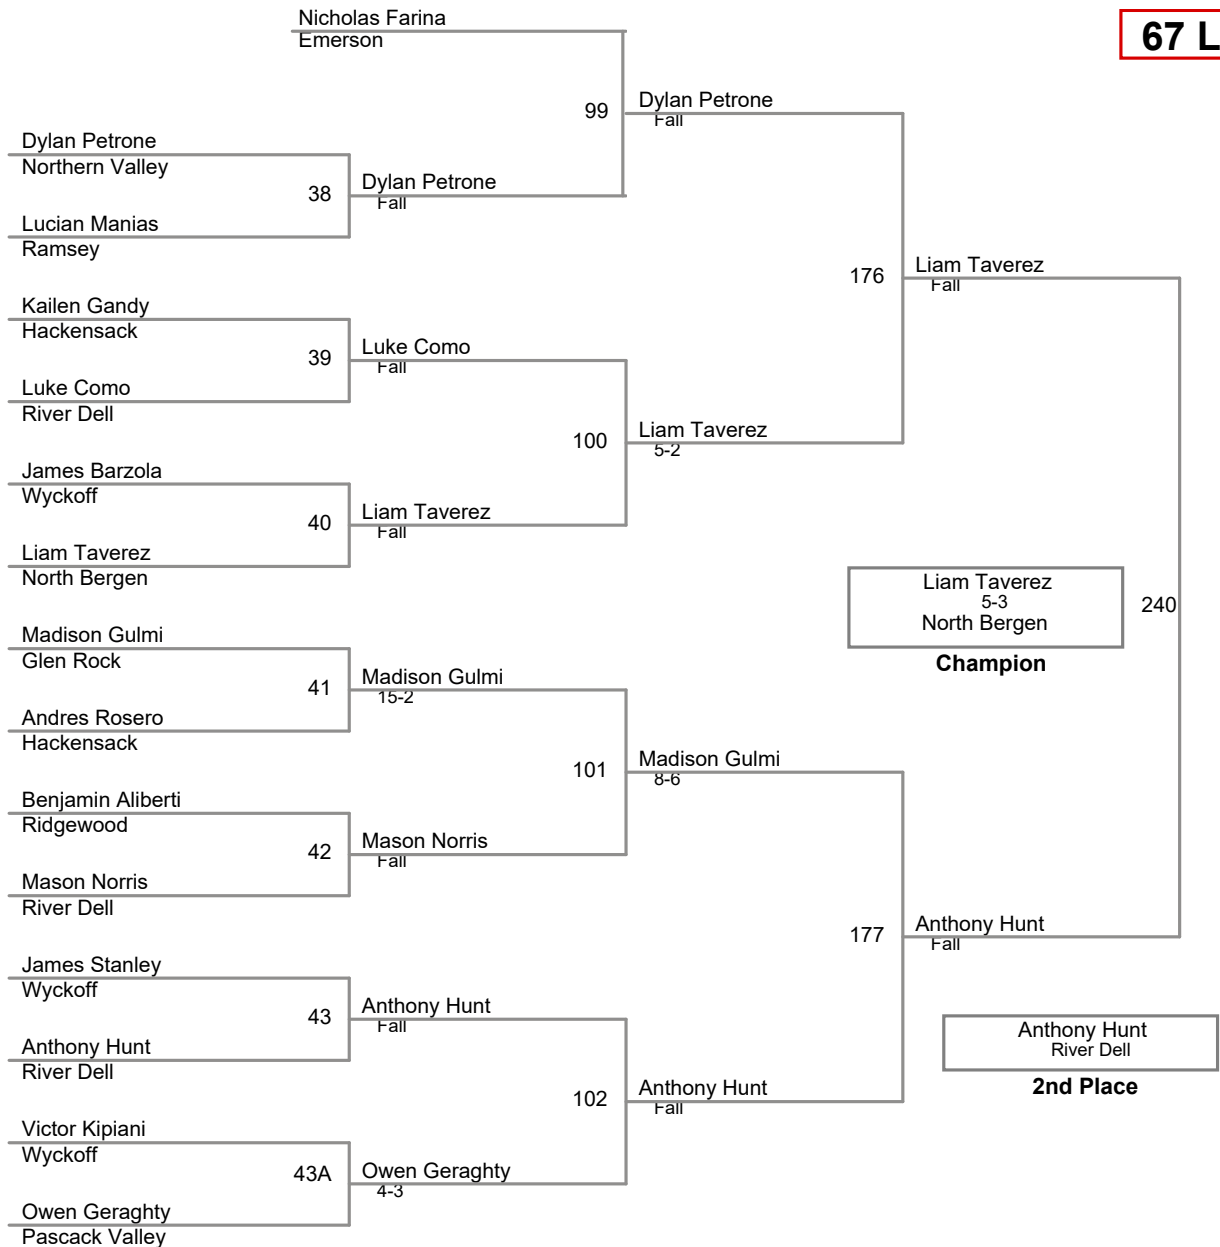 Nicholas Farina
Emerson
67 L
99
Dylan Petrone
Fall
Dylan Petrone
Northern Valley
38
Dylan Petrone
Fall
Lucian Manias
Ramsey
176
Liam Taverez
Fall
Kailen Gandy
Hackensack
39
Luke Como
Fall
Luke Como
River Dell
100
Liam Taverez
5-2
James Barzola
Wyckoff
40
Liam Taverez
Fall
Liam Taverez
North Bergen
Liam Taverez
5-3
North Bergen
240
Champion
Madison Gulmi
Glen Rock
41
Madison Gulmi
15-2
Andres Rosero
Hackensack
101
Madison Gulmi
8-6
Benjamin Aliberti
Ridgewood
42
Mason Norris
Fall
Mason Norris
River Dell
177
Anthony Hunt
Fall
James Stanley
Wyckoff
43
Anthony Hunt
Fall
Anthony Hunt
River Dell
Anthony Hunt
River Dell
2nd Place
102
Anthony Hunt
Fall
Victor Kipiani
Wyckoff
43A
Owen Geraghty
4-3
Owen Geraghty
Pascack Valley